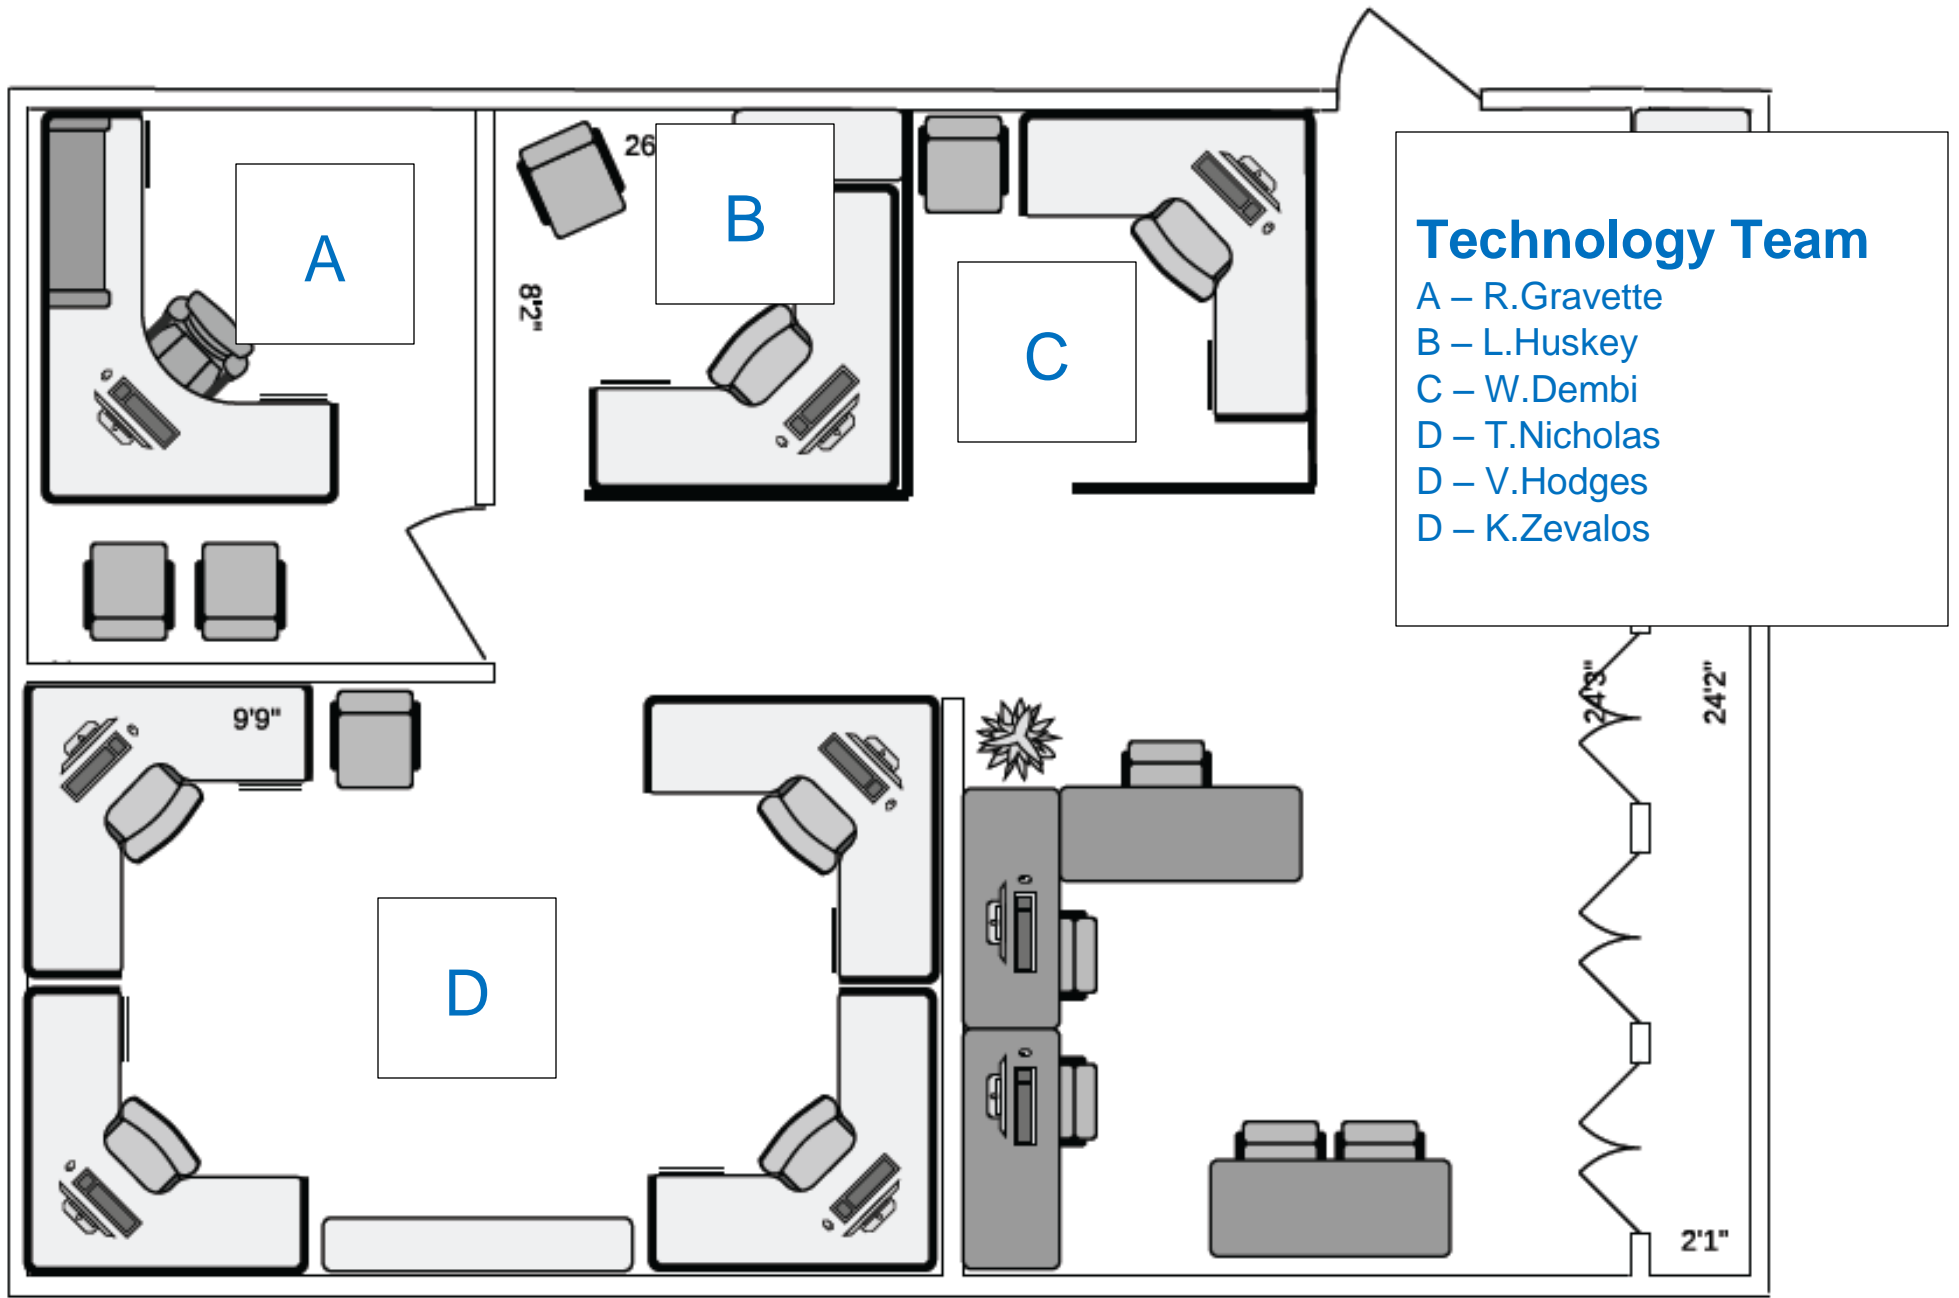 26
B
A
8'2"
C
Technology Team
A – R.Gravette
B – L.Huskey
C – W.Dembi
D – T.Nicholas
D – V.Hodges
D – K.Zevalos
24'3"
24'2"
9'9"
D
2'1"